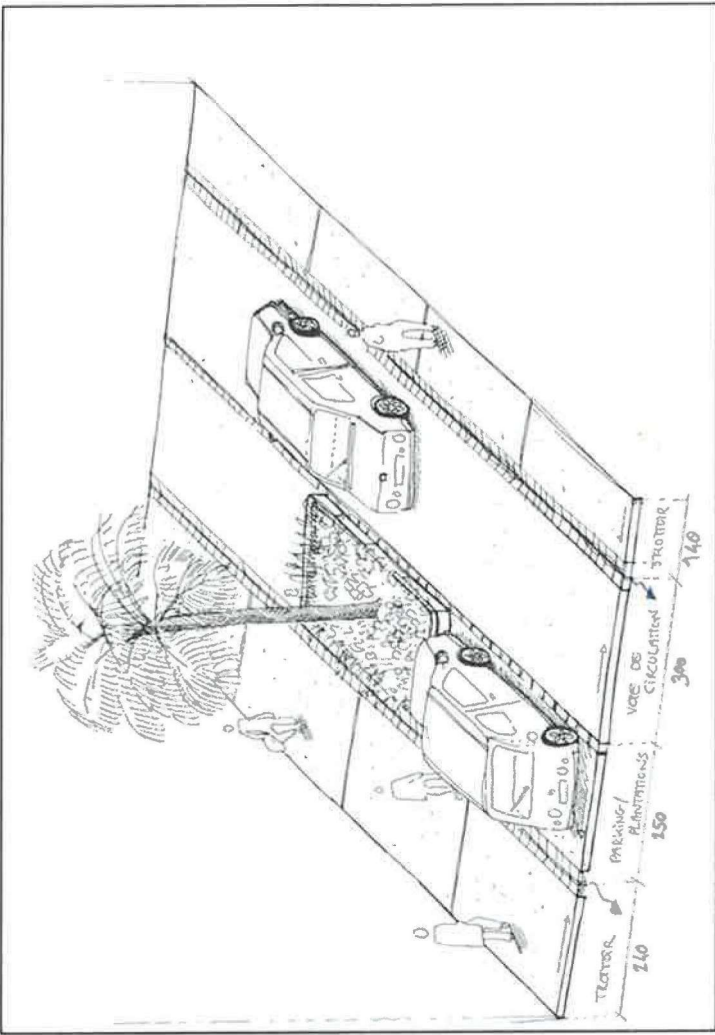 TROTTOIR
240
PARKING/
PLANTATIONS
250
VOIE DE
CIRCULATION
300
TROTTOIR
140